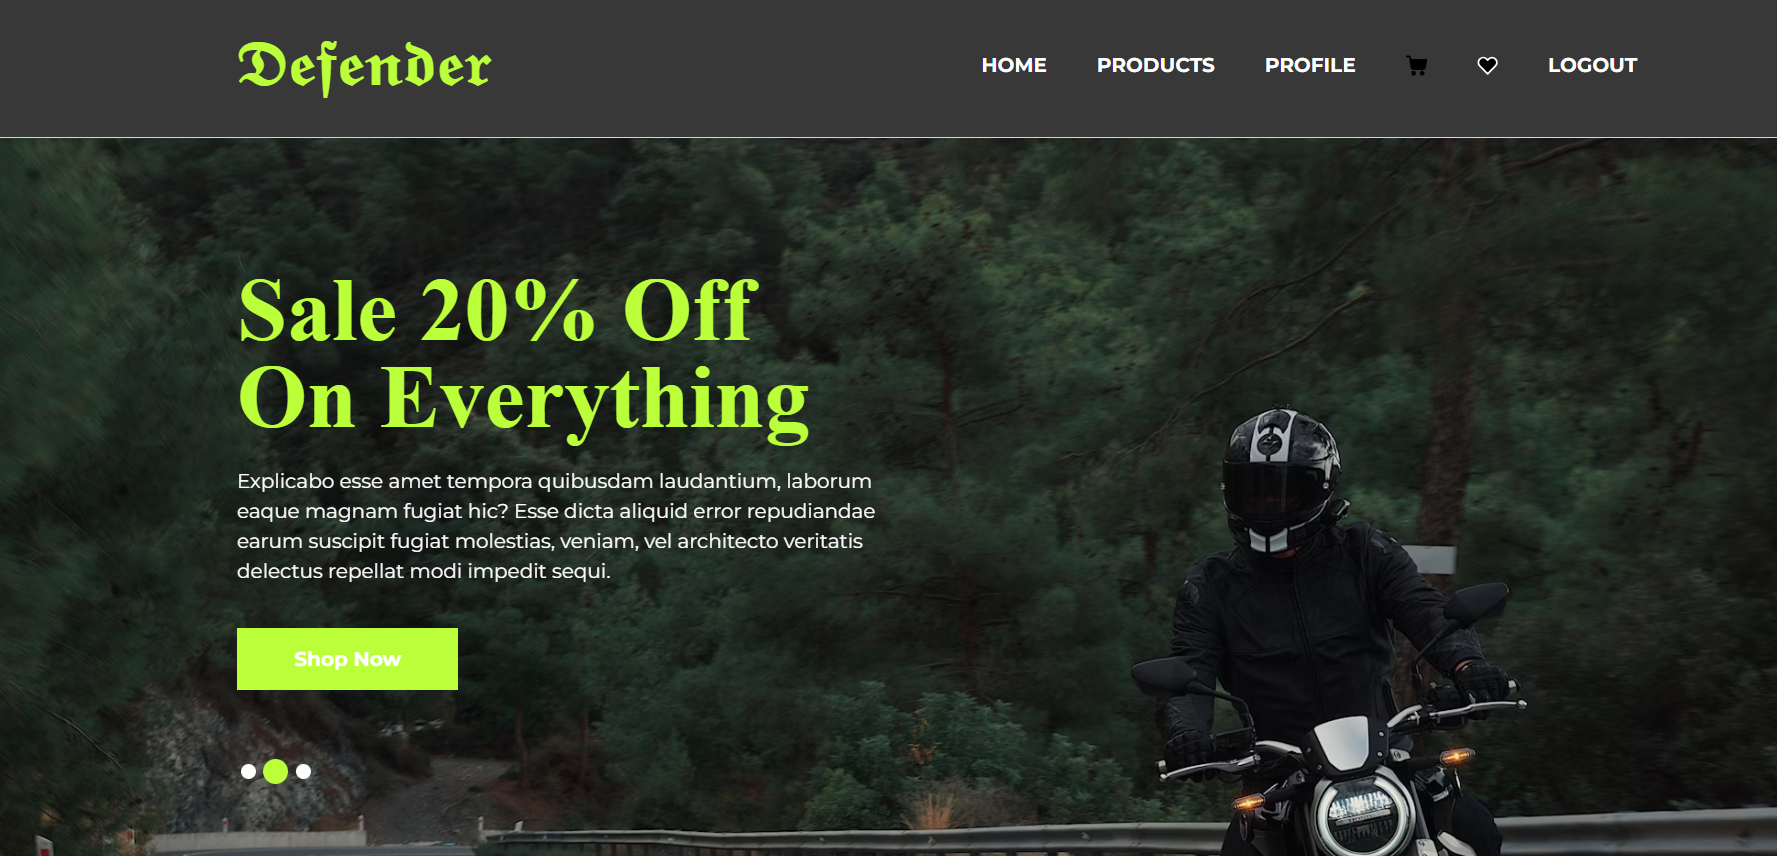 Defender
HOME PRODUCTS PROFILE LOGOUT
Sale 20% Off
On Everything
Explicabo esse amet tempora quibusdam laudantium, laborum
eaque magnam fugiat hic? Esse dicta aliquid error repudiandae
earum suscipit fugiat molestias, veniam, vel architecto veritatis
delectus repellat modi impedit sequi.
Shop Now